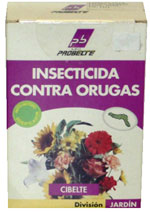 PROBELTE
INSECTICIDA
CONTRA ORUGAS
CIBELTE
División JARDÍN